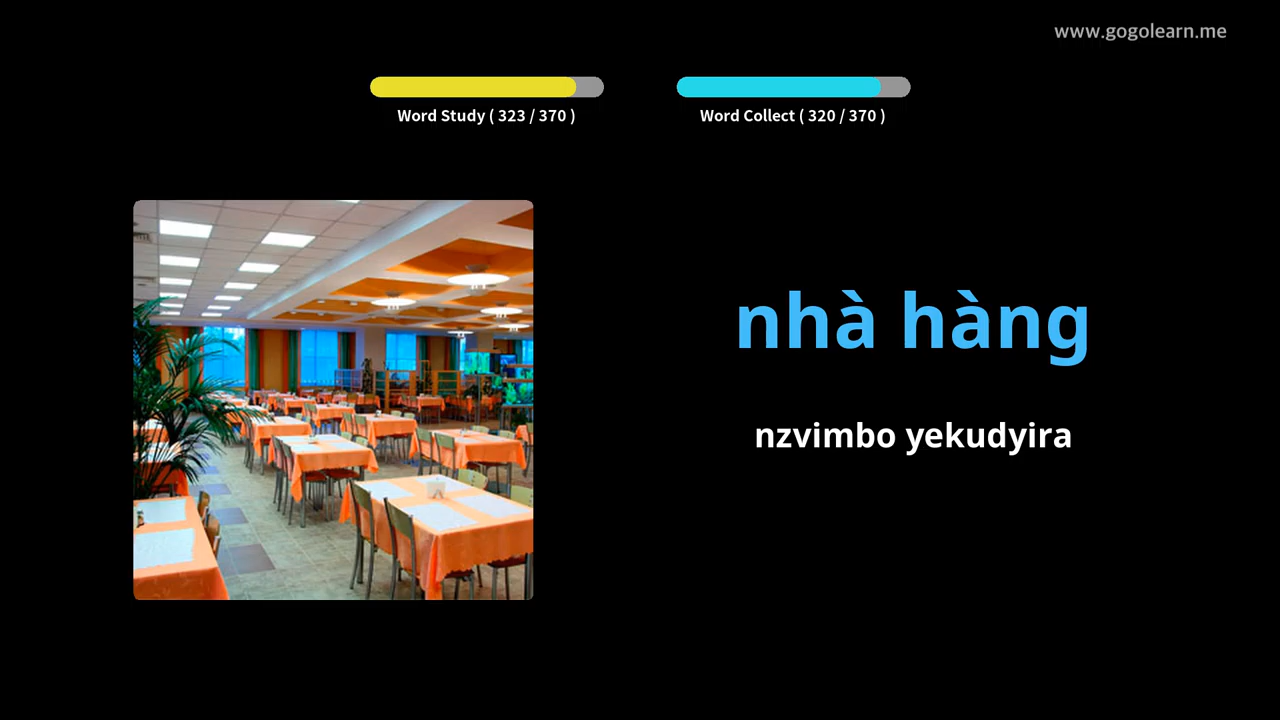 www.gogolearn.me
Word Study ( 323 / 370 )
Word Collect ( 320 / 370 )
nhà hàng
nzvimbo yekudyira